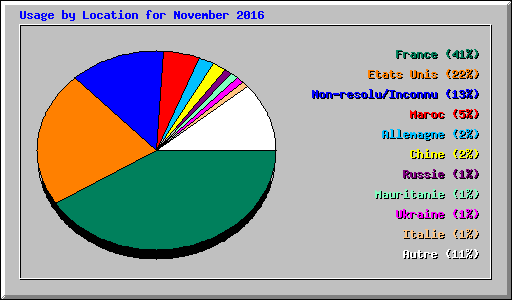 Usage by Location for November 2016
France (41%)
Etats Unis (22%)
Non-resolu/Inconnu (13%)
Maroc (5%)
Allemagne (2%)
Chine (2%)
Russie (1%)
Mauritanie (1%)
Ukraine (1%)
Italie (1%)
Autre (11%)